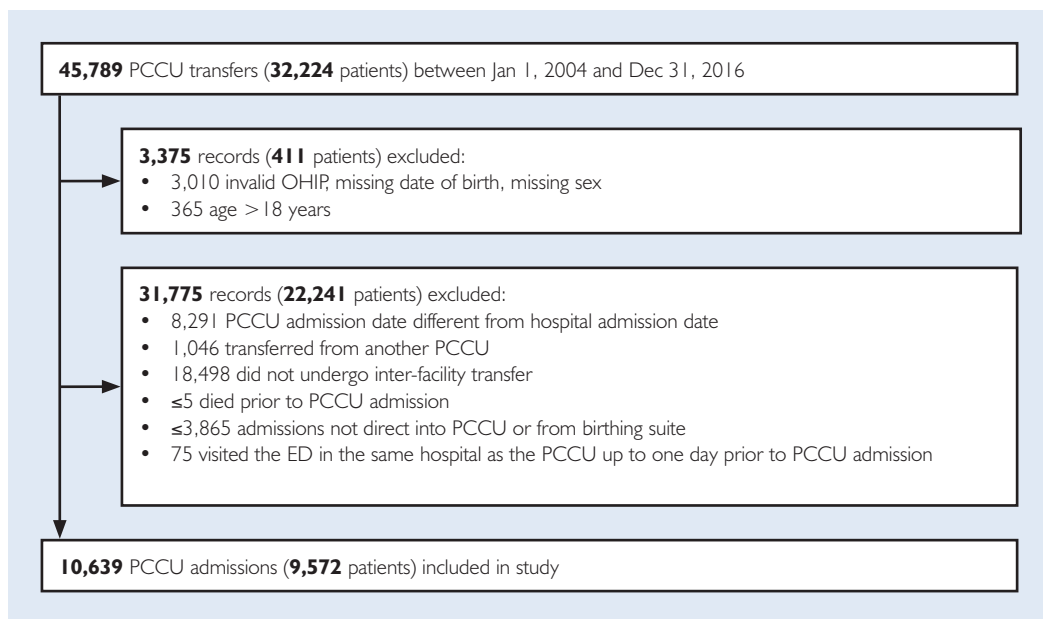 45,789 PCCU transfers (32,224 patients) between Jan 1, 2004 and Dec 31, 2016
3,375 records (411 patients) excluded:
• 3,010 invalid OHIP, missing date of birth, missing sex
• 365 age >18 years
31,775 records (22,241 patients) excluded:
• 8,291 PCCU admission date different from hospital admission date
• 1,046 transferred from another PCCU
• 18,498 did not undergo inter-facility transfer
• ≤5 died prior to PCCU admission
• ≤3,865 admissions not direct into PCCU or from birthing suite
• 75 visited the ED in the same hospital as the PCCU up to one day prior to PCCU admission
10,639 PCCU admissions (9,572 patients) included in study